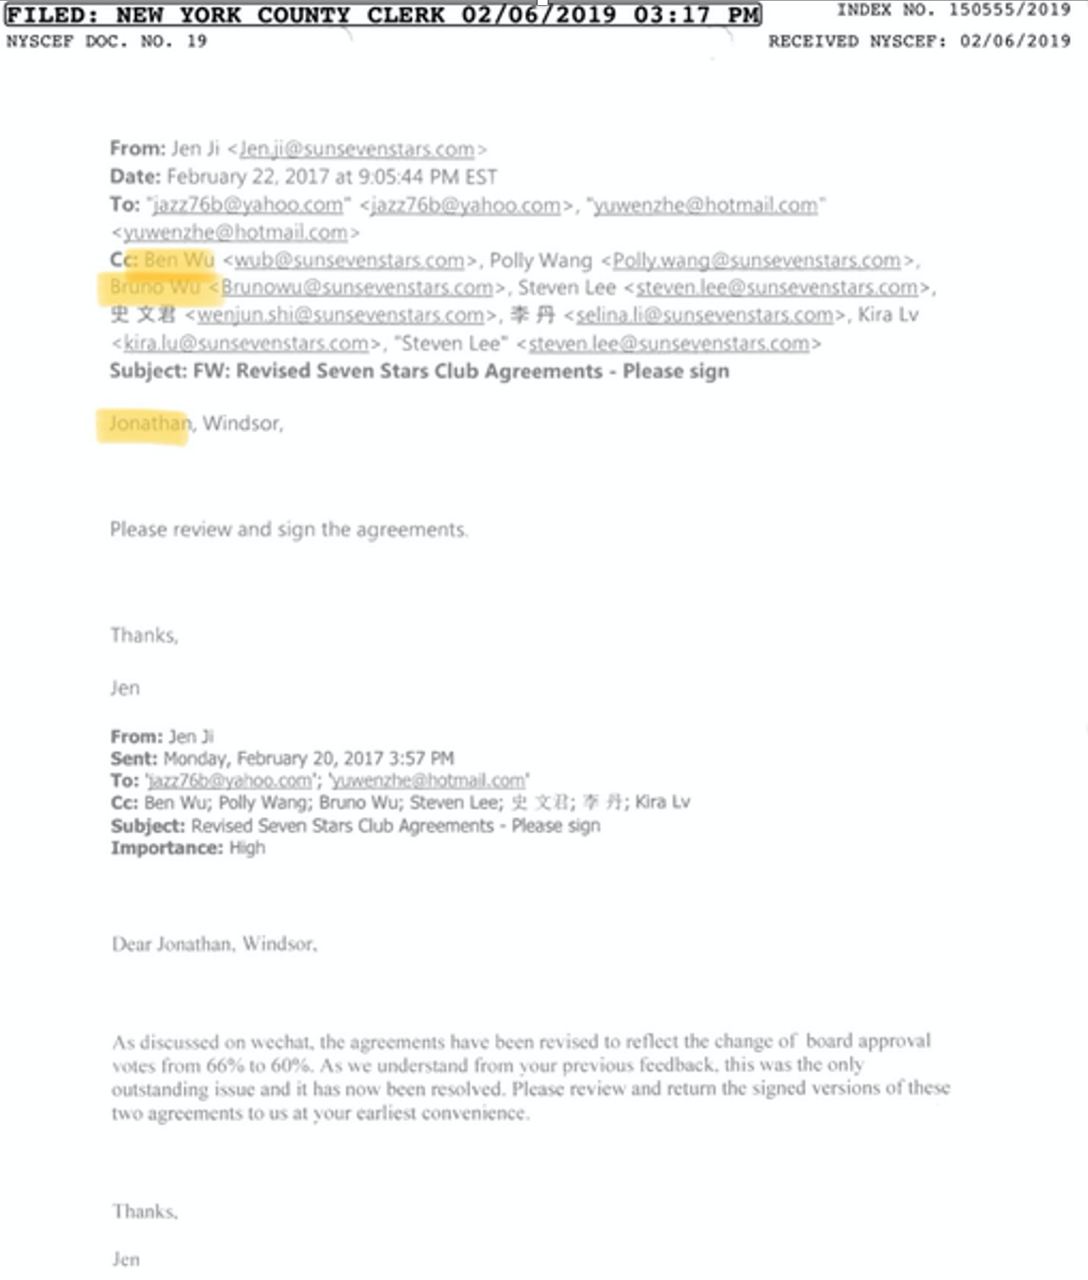 FILED: NEW YORK COUNTY CLERK 02/06/2019 03:17 PM
INDEX NO. 150555/2019
NYSCEF DOC. NO. 19
RECEIVED NYSCEF: 02/06/2019
From: Jen Ji <Jen.ji@sunsevenstars.com>
Date: February 22, 2017 at 9:05:44 PM EST
To: "jazz76b@yahoo.com" <jazz76b@yahoo.com>, "yuwenzhe@hotmail.com"
<yuwenzhe@hotmail.com>
Cc: Ben Wu <wub@sunsevenstars.com>, Polly Wang <Polly.wang@sunsevenstars.com>,
Bruno Wu <Brunowu@sunsevenstars.com>, Steven Lee <steven.lee@sunsevenstars.com>,
史 文君 <wenjun.shi@sunsevenstars.com>, 李 丹 <selina.li@sunsevenstars.com>, Kira Lv
<kira.lu@sunsevenstars.com>, "Steven Lee" <steven.lee@sunsevenstars.com>
Subject: FW: Revised Seven Stars Club Agreements - Please sign
Jonathan, Windsor,
Please review and sign the agreements.
Thanks,
Jen
From: Jen Ji
Sent: Monday, February 20, 2017 3:57 PM
To: 'jazz76b@yahoo.com'; 'yuwenzhe@hotmail.com'
Cc: Ben Wu; Polly Wang; Bruno Wu; Steven Lee; 史 文君; 李 丹; Kira Lv
Subject: Revised Seven Stars Club Agreements - Please sign
Importance: High
Dear Jonathan, Windsor,
As discussed on wechat, the agreements have been revised to reflect the change of board approval
votes from 66% to 60%. As we understand from your previous feedback, this was the only
outstanding issue and it has now been resolved. Please review and return the signed versions of these
two agreements to us at your earliest convenience.
Thanks,
Jen